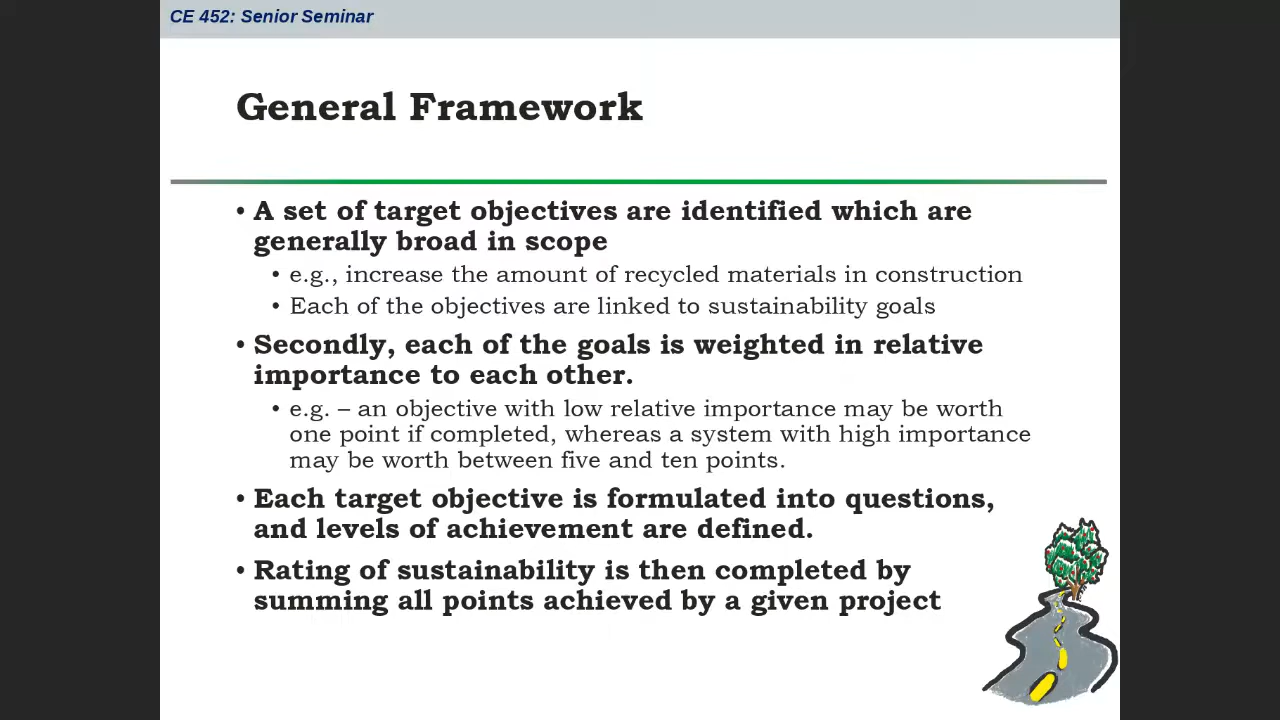 CE 452: Senior Seminar
General Framework
• A set of target objectives are identified which are
generally broad in scope
• e.g., increase the amount of recycled materials in construction
• Each of the objectives are linked to sustainability goals
• Secondly, each of the goals is weighted in relative
importance to each other.
• e.g. – an objective with low relative importance may be worth
one point if completed, whereas a system with high importance
may be worth between five and ten points.
• Each target objective is formulated into questions,
and levels of achievement are defined.
• Rating of sustainability is then completed by
summing all points achieved by a given project